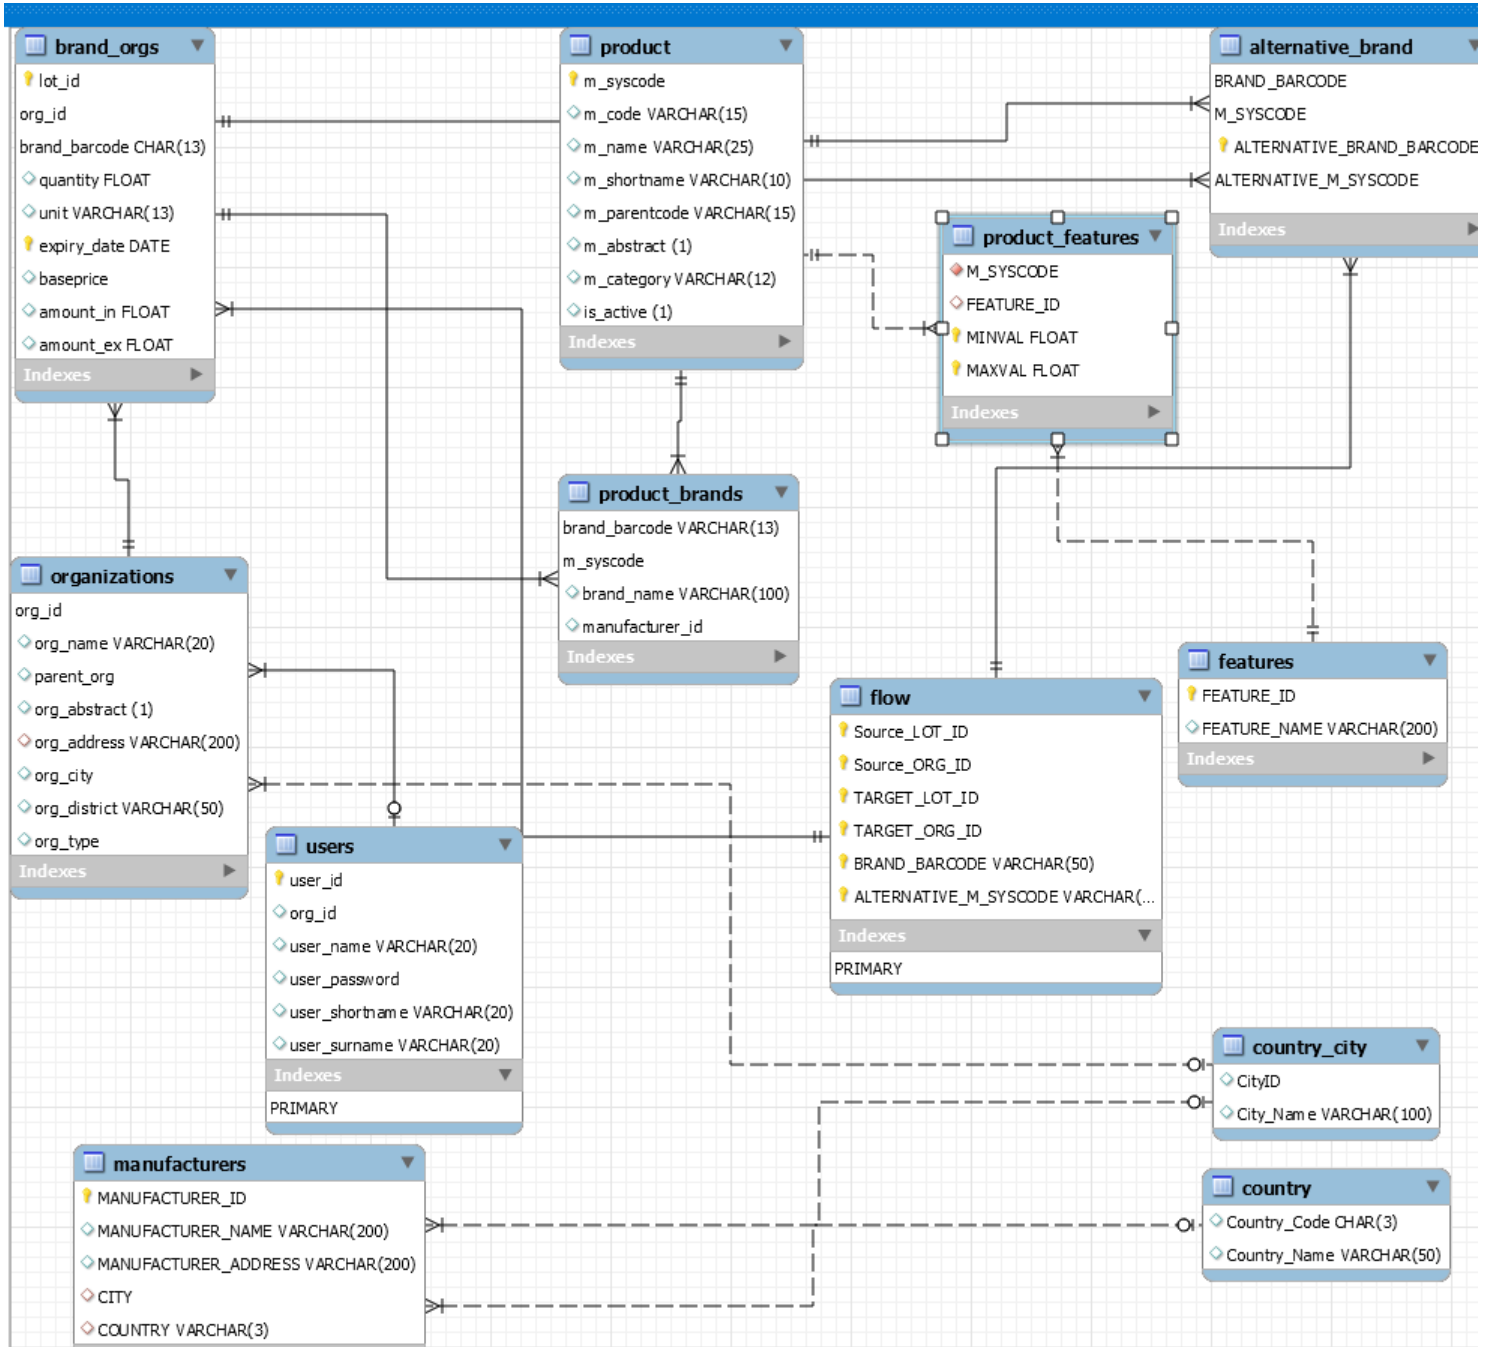 brand_orgs
lot_id
org_id
brand_barcode CHAR(13)
quantity FLOAT
unit VARCHAR(13)
expiry_date DATE
baseprice
amount_in FLOAT
amount_ex FLOAT
Indexes
product
m_syscode
m_code VARCHAR(15)
m_name VARCHAR(25)
m_shortname VARCHAR(10)
m_parentcode VARCHAR(15)
m_abstract (1)
m_category VARCHAR(12)
is_active (1)
Indexes
alternative_brand
BRAND_BARCODE
M_SYSCODE
ALTERNATIVE_BRAND_BARCODE
ALTERNATIVE_M_SYSCODE
Indexes
product_features
M_SYSCODE
FEATURE_ID
MINVAL FLOAT
MAXVAL FLOAT
Indexes
product_brands
brand_barcode VARCHAR(13)
m_syscode
brand_name VARCHAR(100)
manufacturer_id
Indexes
organizations
org_id
org_name VARCHAR(20)
parent_org
org_abstract (1)
org_address VARCHAR(200)
org_city
org_district VARCHAR(50)
org_type
Indexes
features
FEATURE_ID
FEATURE_NAME VARCHAR(200)
Indexes
flow
Source_LOT_ID
Source_ORG_ID
TARGET_LOT_ID
TARGET_ORG_ID
BRAND_BARCODE VARCHAR(50)
ALTERNATIVE_M_SYSCODE VARCHAR(...
Indexes
PRIMARY
users
user_id
org_id
user_name VARCHAR(20)
user_password
user_shortname VARCHAR(20)
user_surname VARCHAR(20)
Indexes
PRIMARY
country_city
CityID
City_Name VARCHAR(100)
country
Country_Code CHAR(3)
Country_Name VARCHAR(50)
manufacturers
MANUFACTURER_ID
MANUFACTURER_NAME VARCHAR(200)
MANUFACTURER_ADDRESS VARCHAR(200)
CITY
COUNTRY VARCHAR(3)